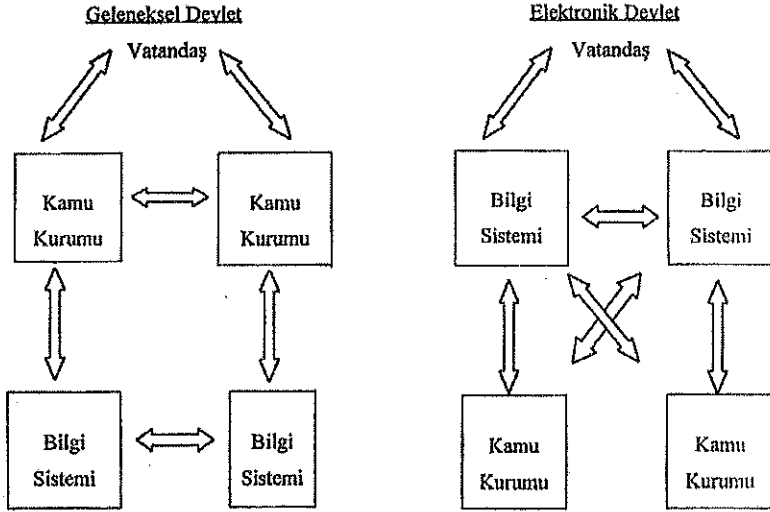 Geleneksel Devlet
Vatandaş
Kamu
Kurumu
Kamu
Kurumu
Bilgi
Sistemi
Bilgi
Sistemi
Elektronik Devlet
Vatandaş
Bilgi
Sistemi
Bilgi
Sistemi
Kamu
Kurumu
Kamu
Kurumu